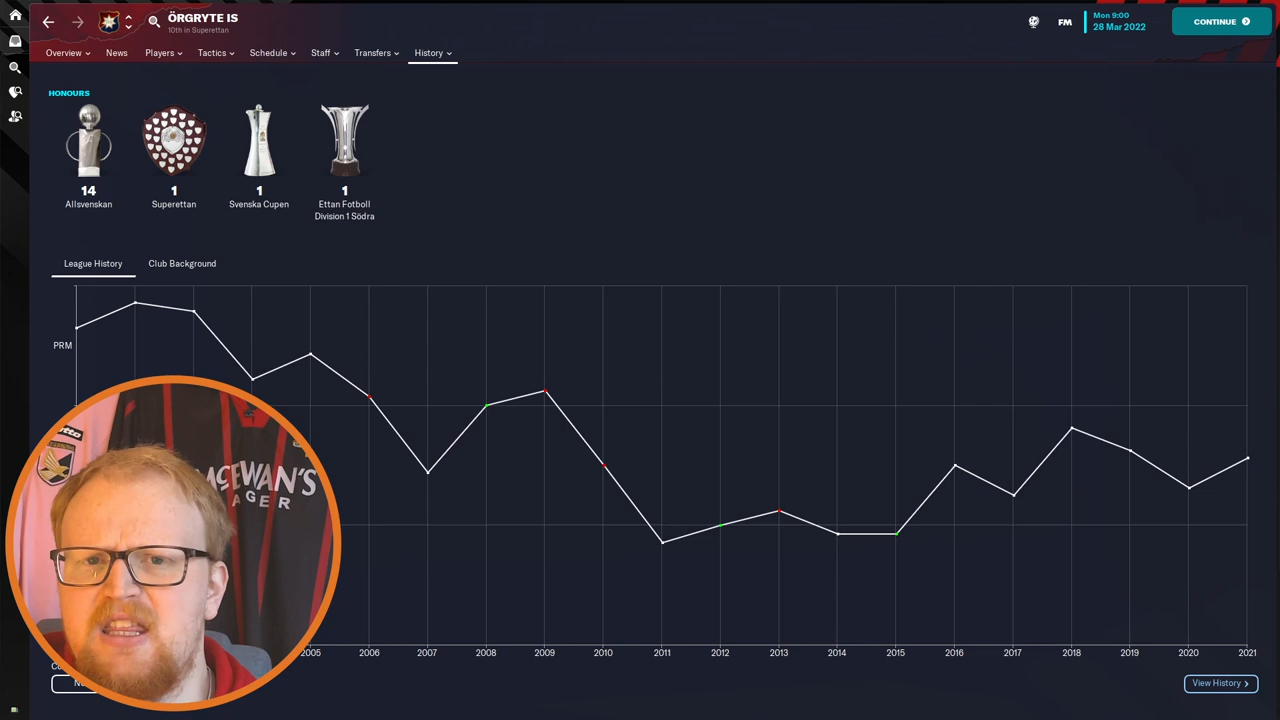 ÖRGRYTE IS
10th in Superettan
FM
Mon 9:00
28 Mar 2022
CONTINUE
Overview
News
Players
Tactics
Schedule
Staff
Transfers
History
HONOURS
14
Allsvenskan
1
Superettan
1
Svenska Cupen
1
Ettan Fotboll
Division 1 Södra
League History
Club Background
PRM
lotto
McEWAN'S
LAGER
2005
2006
2007
2008
2009
2010
2011
2012
2013
2014
2015
2016
2017
2018
2019
2020
2021
View History